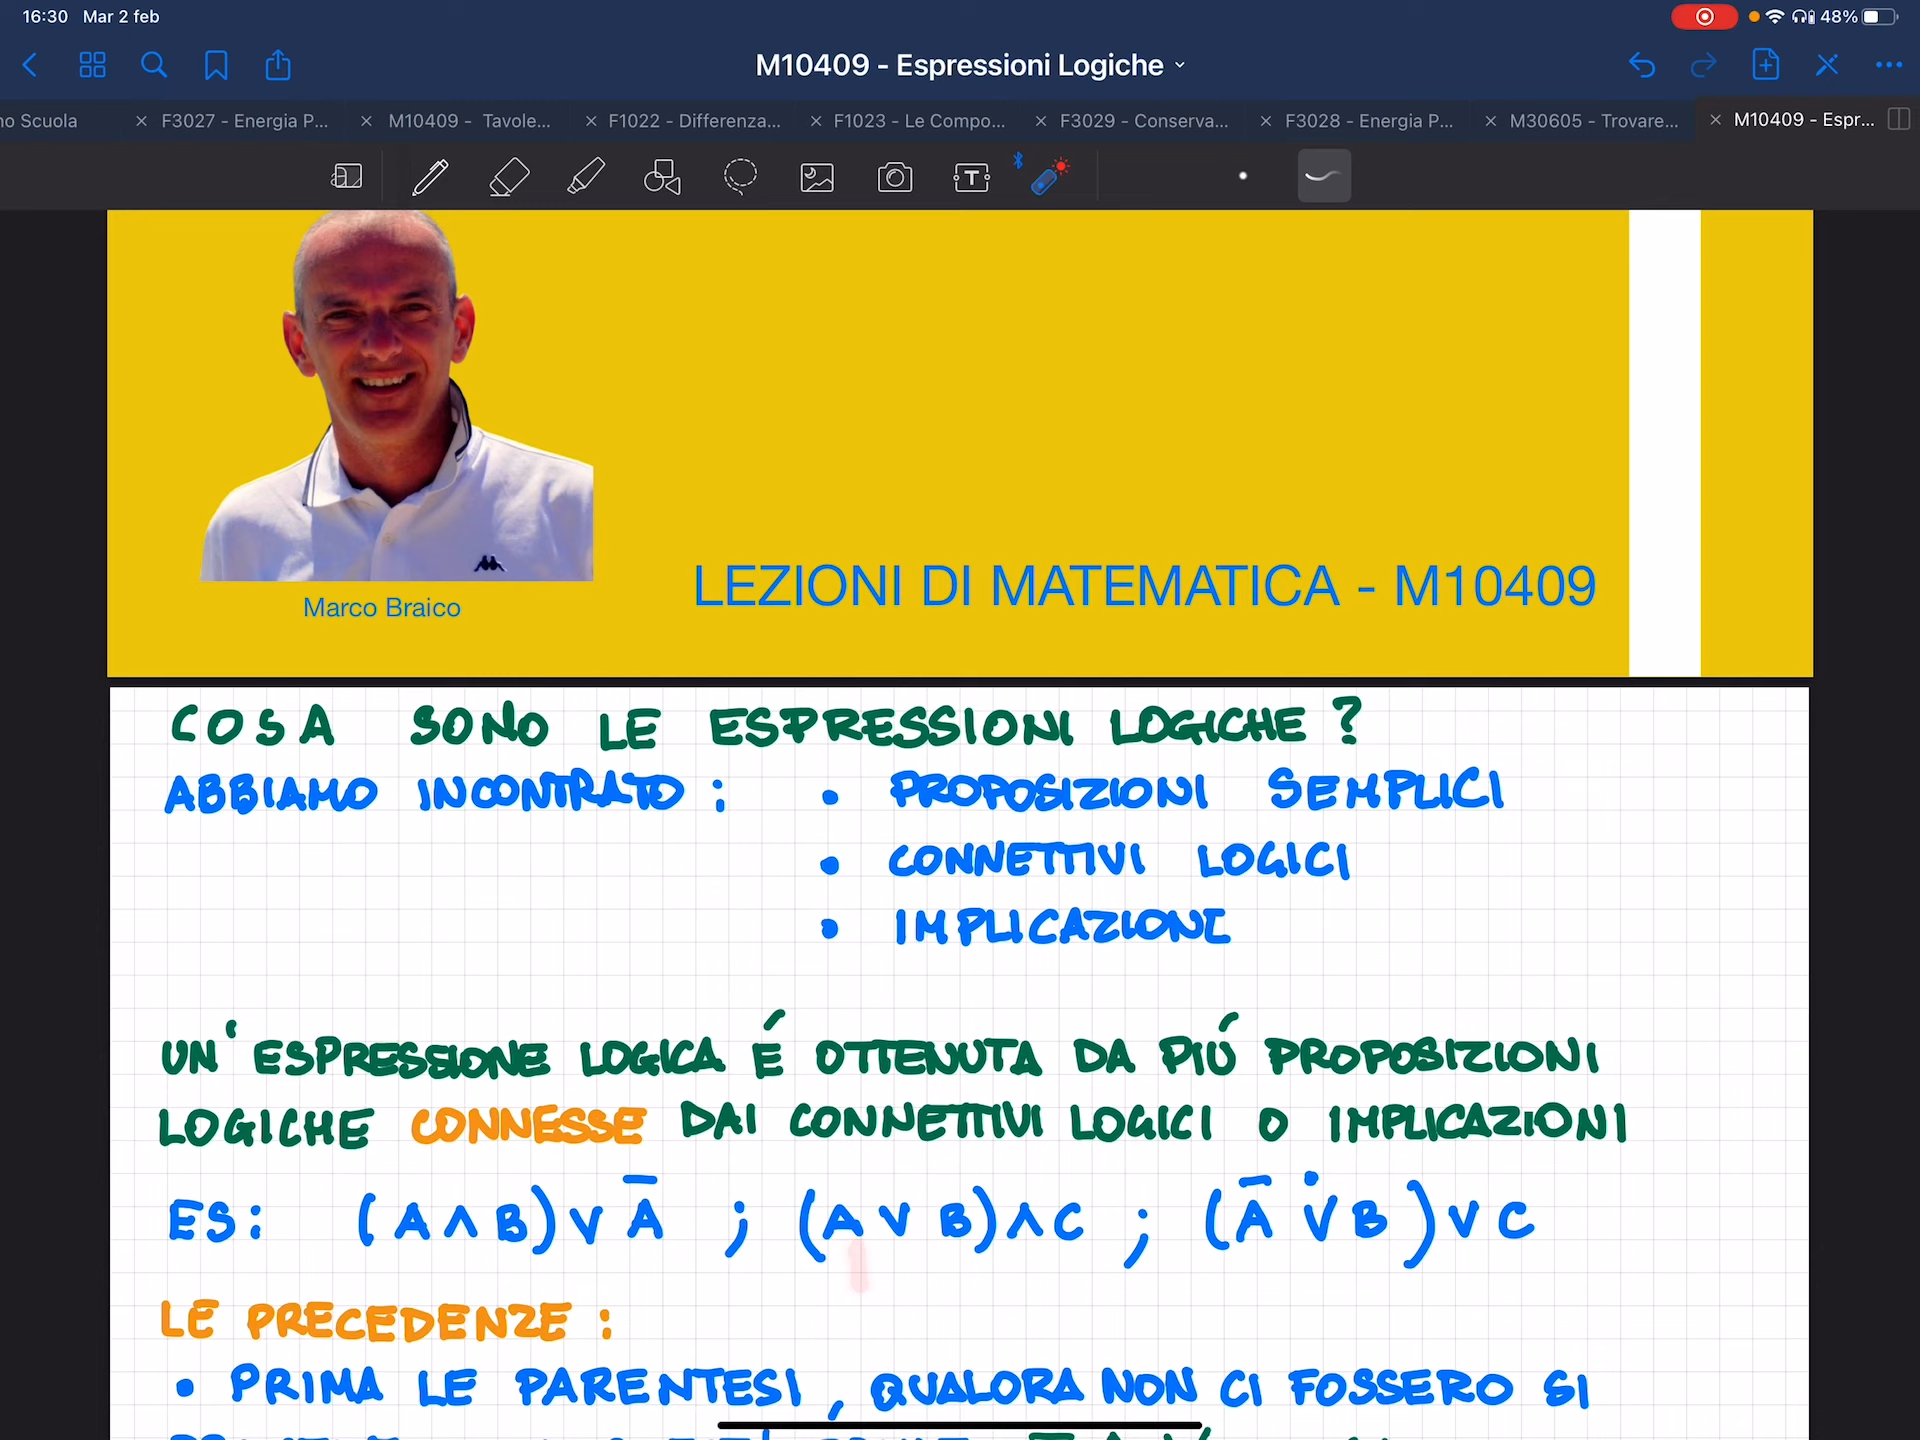 16:30 Mar 2 feb
48%
M10409 - Espressioni Logiche
no Scuola
F3027 - Energia P...
M10409 - Tavole...
F1022 - Differenza...
F1023 - Le Compo...
F3029 - Conserva...
F3028 - Energia P...
M30605 - Trovare...
M10409 - Espr...
Marco Braico
LEZIONI DI MATEMATICA - M10409
COSA SONO LE ESPRESSIONI LOGICHE ?
ABBIAMO INCONTRATO : • PROPOSIZIONI SEMPLICI
• CONNETTIVI LOGICI
• IMPLICAZIONE
UN' ESPRESSIONE LOGICA É OTTENUTA DA PIÚ PROPOSIZIONI
LOGICHE CONNESSE DAI CONNETTIVI LOGICI O IMPLICAZIONI
ES: (A ∧ B) ∨ A̅ ; (A ∨ B) ∧ C ; (A̅ ∨̇ B) ∨ C
LE PRECEDENZE :
• PRIMA LE PARENTESI, QUALORA NON CI FOSSERO SI